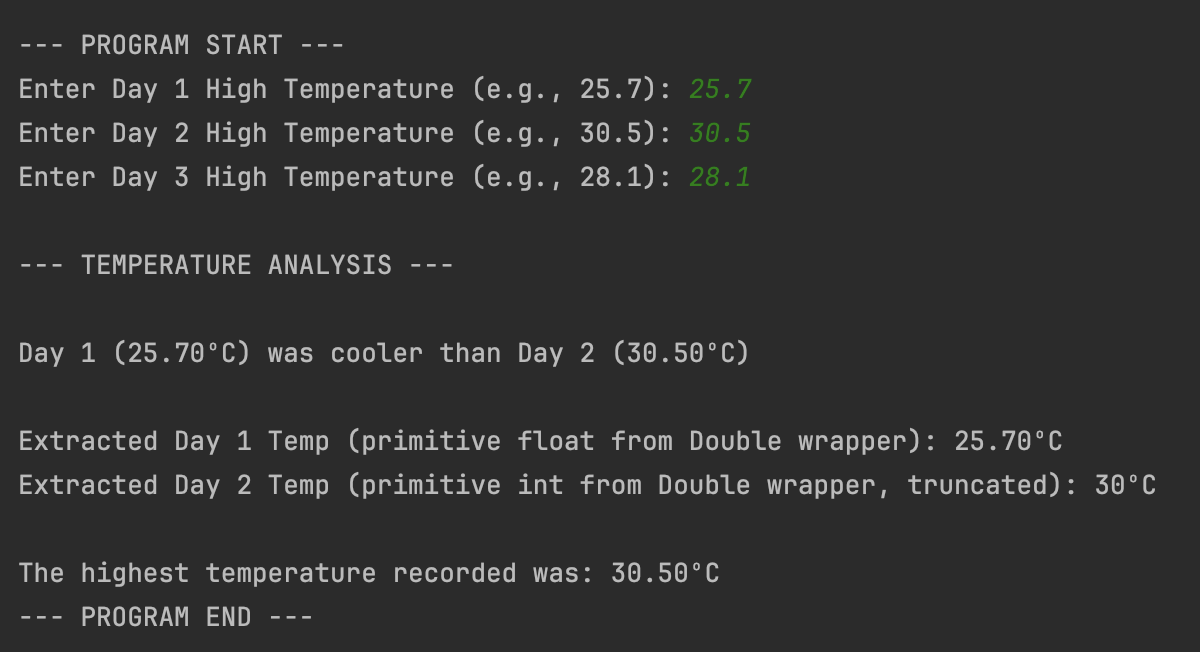 --- PROGRAM START ---
Enter Day 1 High Temperature (e.g., 25.7): 25.7
Enter Day 2 High Temperature (e.g., 30.5): 30.5
Enter Day 3 High Temperature (e.g., 28.1): 28.1
--- TEMPERATURE ANALYSIS ---
Day 1 (25.70°C) was cooler than Day 2 (30.50°C)
Extracted Day 1 Temp (primitive float from Double wrapper): 25.70°C
Extracted Day 2 Temp (primitive int from Double wrapper, truncated): 30°C
The highest temperature recorded was: 30.50°C
--- PROGRAM END ---